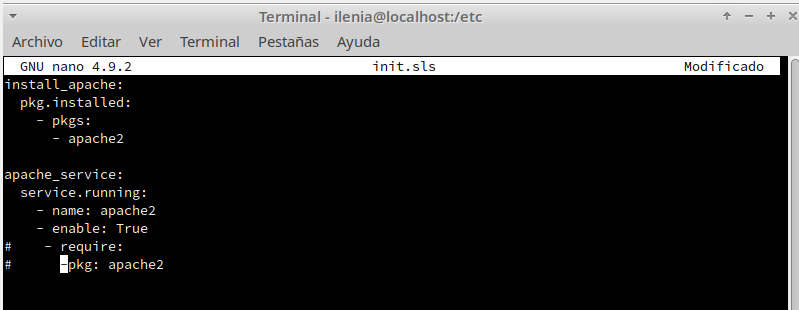 Terminal - ilenia@localhost:/etc
Archivo Editar Ver Terminal Pestañas Ayuda
GNU nano 4.9.2 init.sls Modificado
install_apache:
  pkg.installed:
    - pkgs:
      - apache2

apache_service:
  service.running:
    - name: apache2
    - enable: True
#    - require:
#      -pkg: apache2